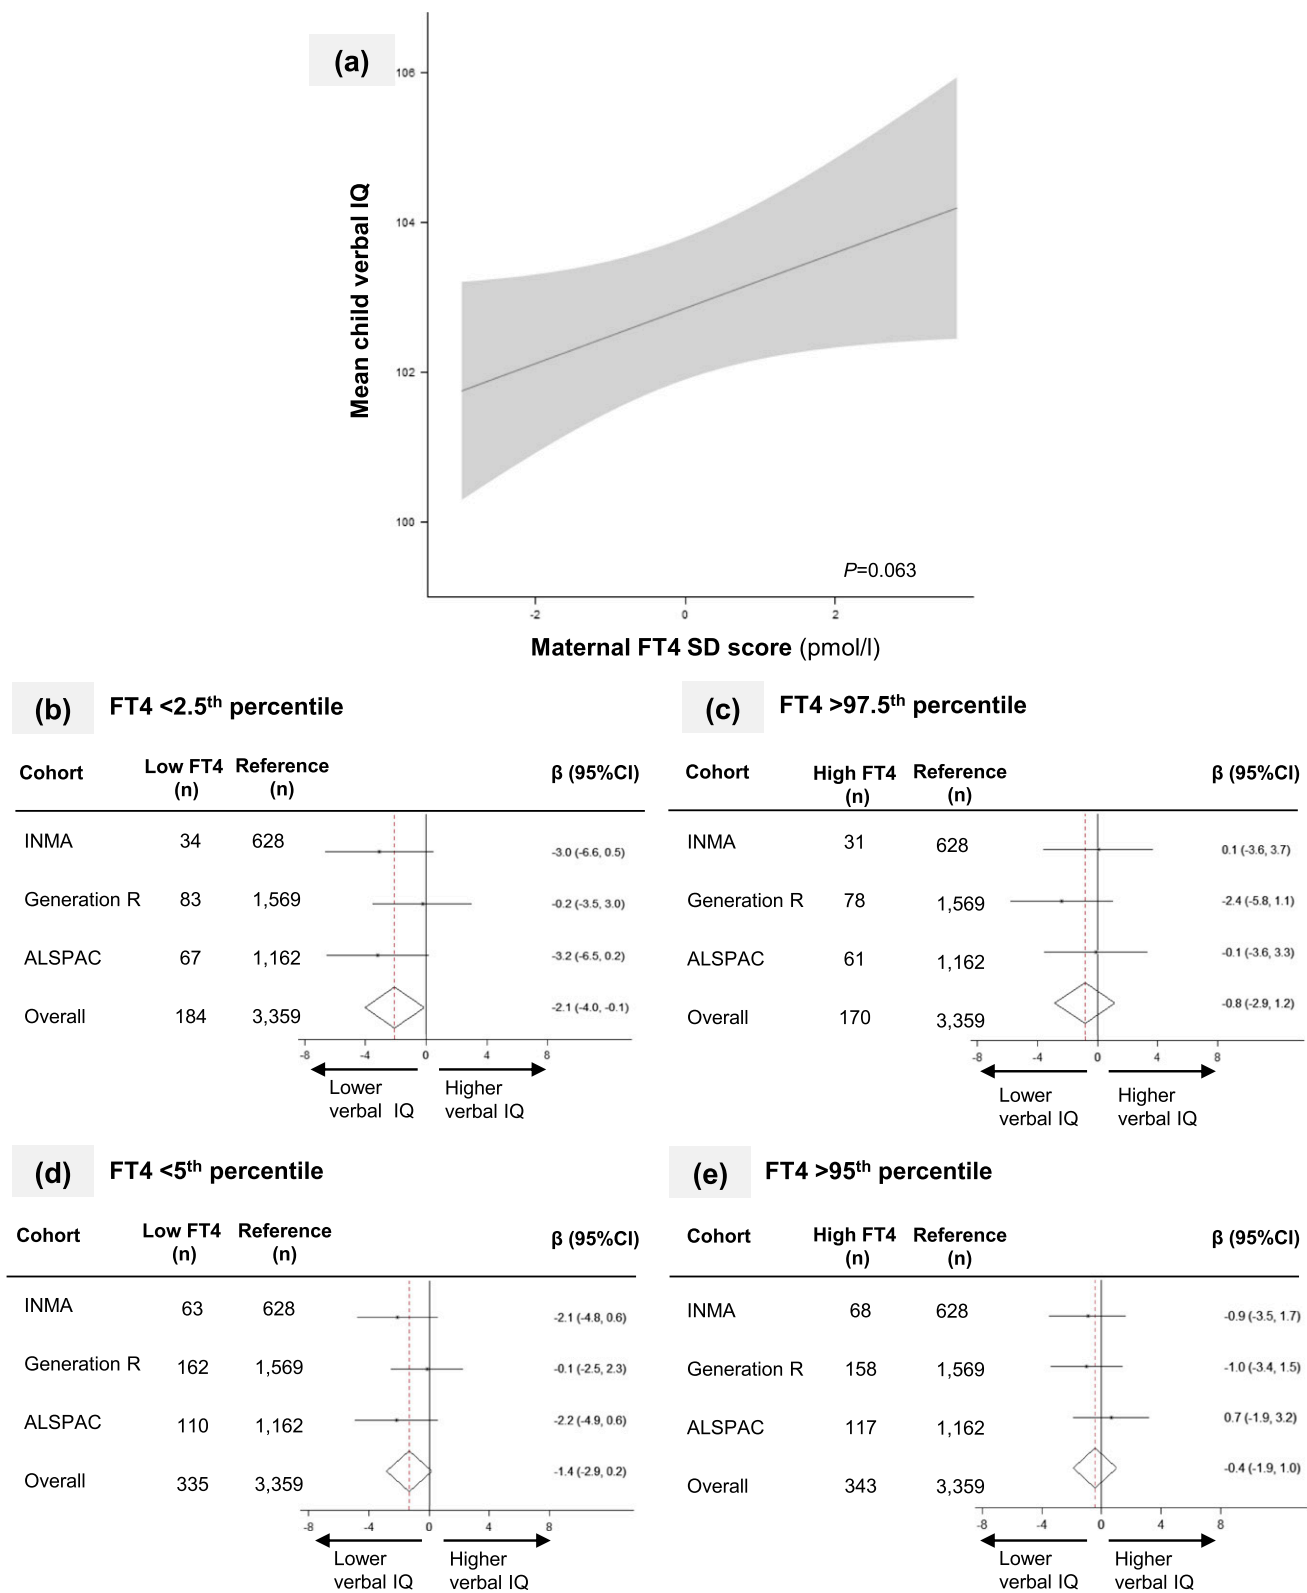 (a)
106
104
102
100
Mean child verbal IQ
P=0.063
-2 0 2
Maternal FT4 SD score (pmol/l)
(b) FT4 <2.5th percentile
Cohort Low FT4 (n) Reference (n) β (95%CI)
INMA 34 628 -3.0 (-6.6, 0.5)
Generation R 83 1,569 -0.2 (-3.5, 3.0)
ALSPAC 67 1,162 -3.2 (-6.5, 0.2)
Overall 184 3,359 -2.1 (-4.0, -0.1)
-8 -4 0 4 8
Lower Higher
verbal IQ verbal IQ
(c) FT4 >97.5th percentile
Cohort High FT4 (n) Reference (n) β (95%CI)
INMA 31 628 0.1 (-3.6, 3.7)
Generation R 78 1,569 -2.4 (-5.8, 1.1)
ALSPAC 61 1,162 -0.1 (-3.6, 3.3)
Overall 170 3,359 -0.8 (-2.9, 1.2)
-8 -4 0 4 8
Lower Higher
verbal IQ verbal IQ
(d) FT4 <5th percentile
Cohort Low FT4 (n) Reference (n) β (95%CI)
INMA 63 628 -2.1 (-4.8, 0.6)
Generation R 162 1,569 -0.1 (-2.5, 2.3)
ALSPAC 110 1,162 -2.2 (-4.9, 0.6)
Overall 335 3,359 -1.4 (-2.9, 0.2)
-8 -4 0 4 8
Lower Higher
verbal IQ verbal IQ
(e) FT4 >95th percentile
Cohort High FT4 (n) Reference (n) β (95%CI)
INMA 68 628 -0.9 (-3.5, 1.7)
Generation R 158 1,569 -1.0 (-3.4, 1.5)
ALSPAC 117 1,162 0.7 (-1.9, 3.2)
Overall 343 3,359 -0.4 (-1.9, 1.0)
-8 -4 0 4 8
Lower Higher
verbal IQ verbal IQ